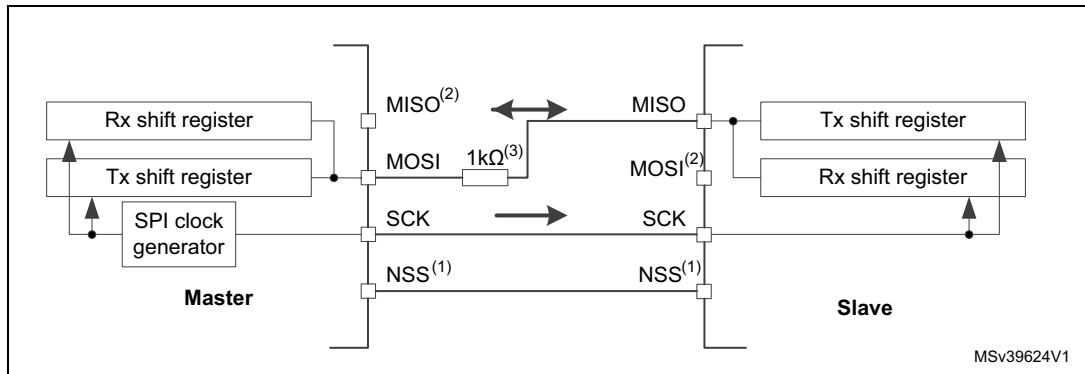 MISO(2)
MISO
Rx shift register
Tx shift register
MOSI
1kΩ(3)
MOSI(2)
Tx shift register
Rx shift register
SPI clock
generator
SCK
SCK
NSS(1)
NSS(1)
Master
Slave
MSv39624V1